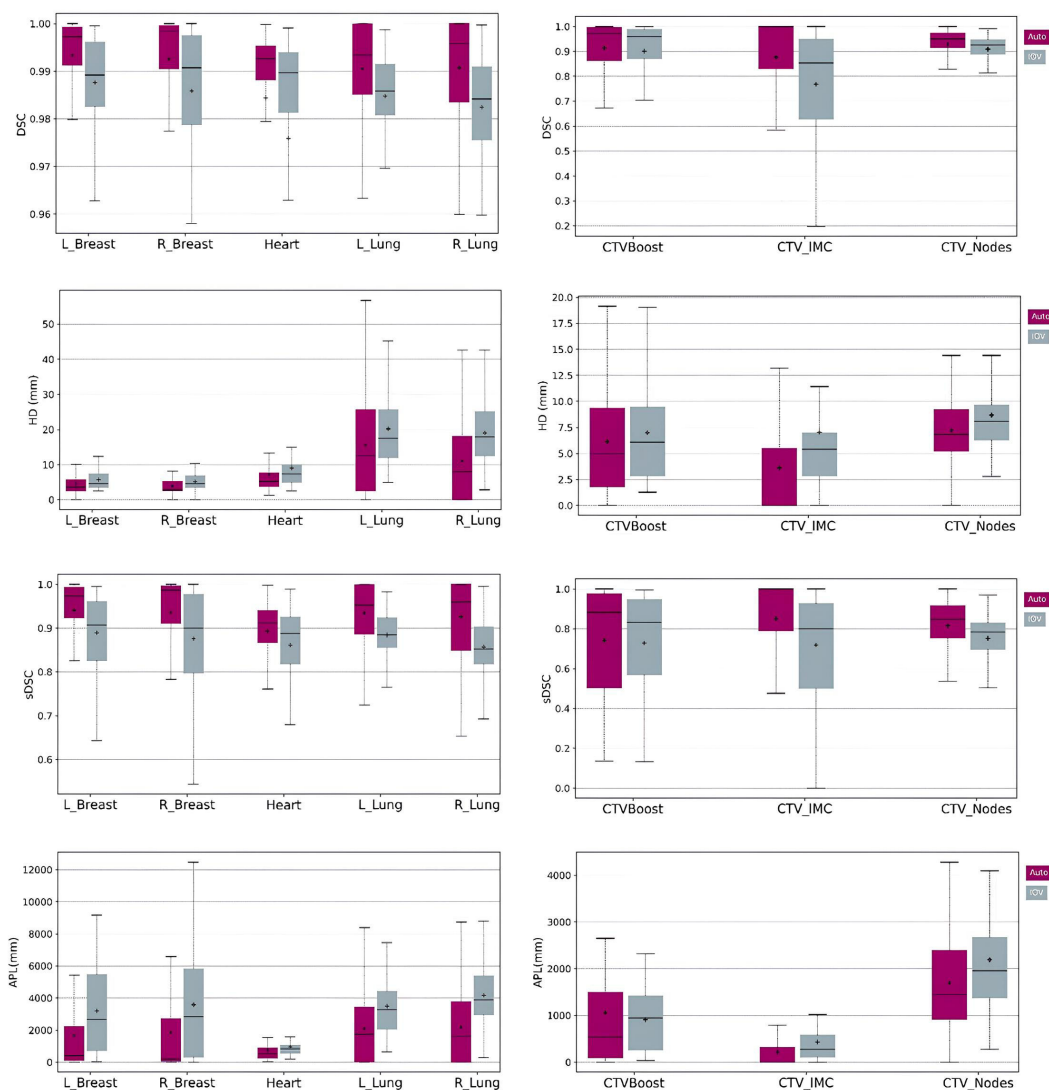 1.00
0.99
0.98
0.97
0.96
DSC
L_Breast R_Breast Heart L_Lung R_Lung
1.0
0.9
0.8
0.7
0.6
0.5
0.4
0.3
0.2
DSC
CTVBoost CTV_IMC CTV_Nodes
Auto
IOV
50
40
30
20
10
0
HD (mm)
L_Breast R_Breast Heart L_Lung R_Lung
20.0
17.5
15.0
12.5
10.0
7.5
5.0
2.5
0.0
HD (mm)
CTVBoost CTV_IMC CTV_Nodes
Auto
IOV
1.0
0.9
0.8
0.7
0.6
sDSC
L_Breast R_Breast Heart L_Lung R_Lung
1.0
0.8
0.6
0.4
0.2
0.0
sDSC
CTVBoost CTV_IMC CTV_Nodes
Auto
IOV
12000
10000
8000
6000
4000
2000
0
APL(mm)
L_Breast R_Breast Heart L_Lung R_Lung
4000
3000
2000
1000
0
APL(mm)
CTVBoost CTV_IMC CTV_Nodes
Auto
IOV